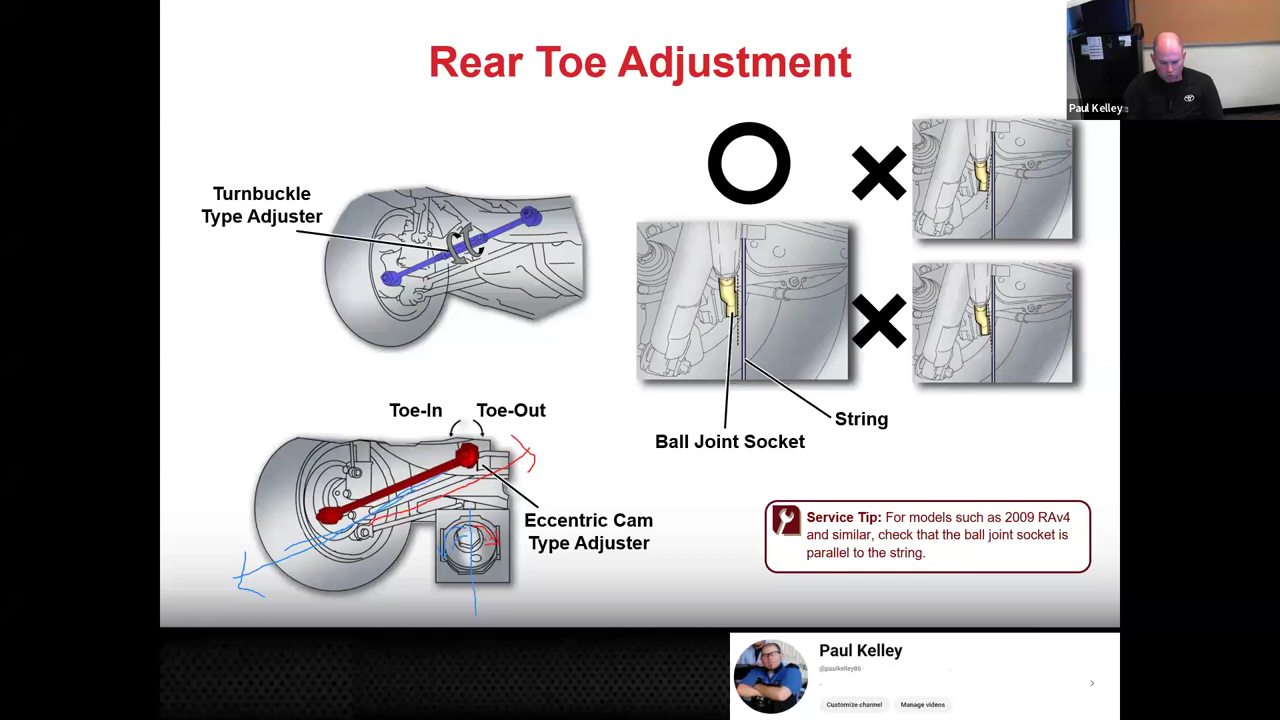 Rear Toe Adjustment
Paul Kelley
Turnbuckle
Type Adjuster
Toe-In
Toe-Out
Eccentric Cam
Type Adjuster
String
Ball Joint Socket
Service Tip: For models such as 2009 RAv4
and similar, check that the ball joint socket is
parallel to the string.
Paul Kelley
@paulkelley86
Customize channel
Manage videos